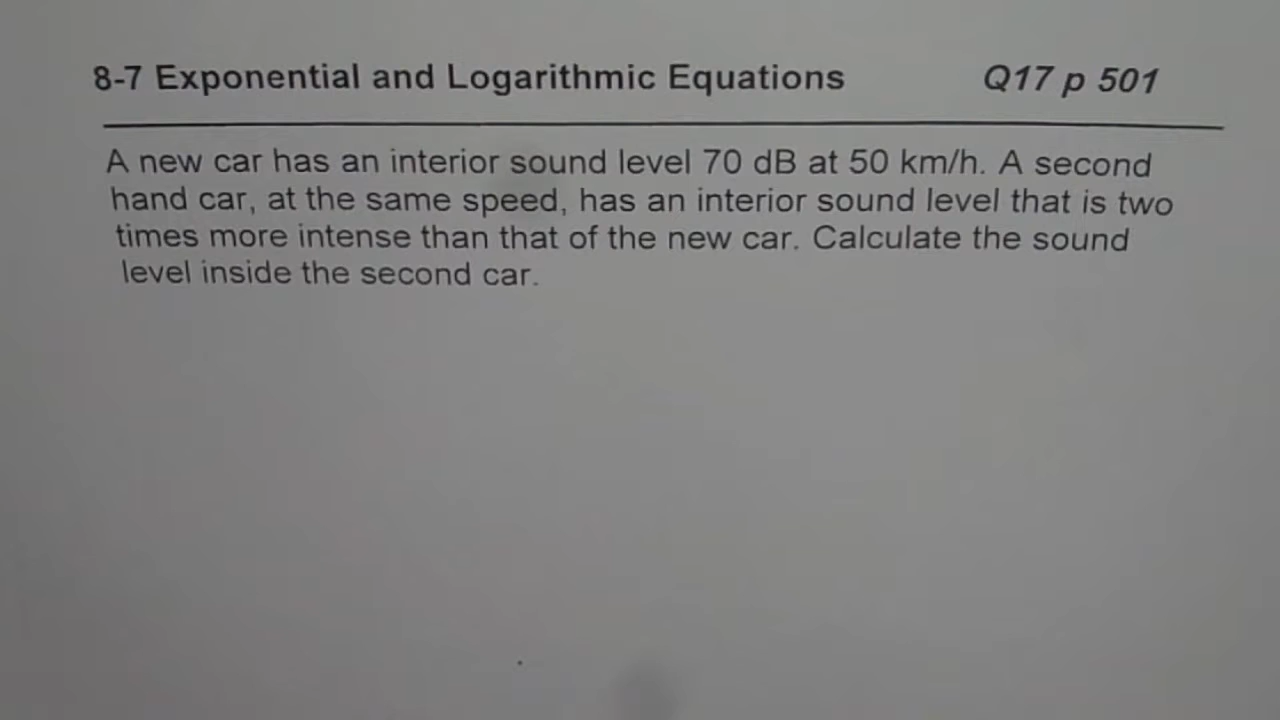 8-7 Exponential and Logarithmic Equations Q17 p 501
A new car has an interior sound level 70 dB at 50 km/h. A second
hand car, at the same speed, has an interior sound level that is two
times more intense than that of the new car. Calculate the sound
level inside the second car.